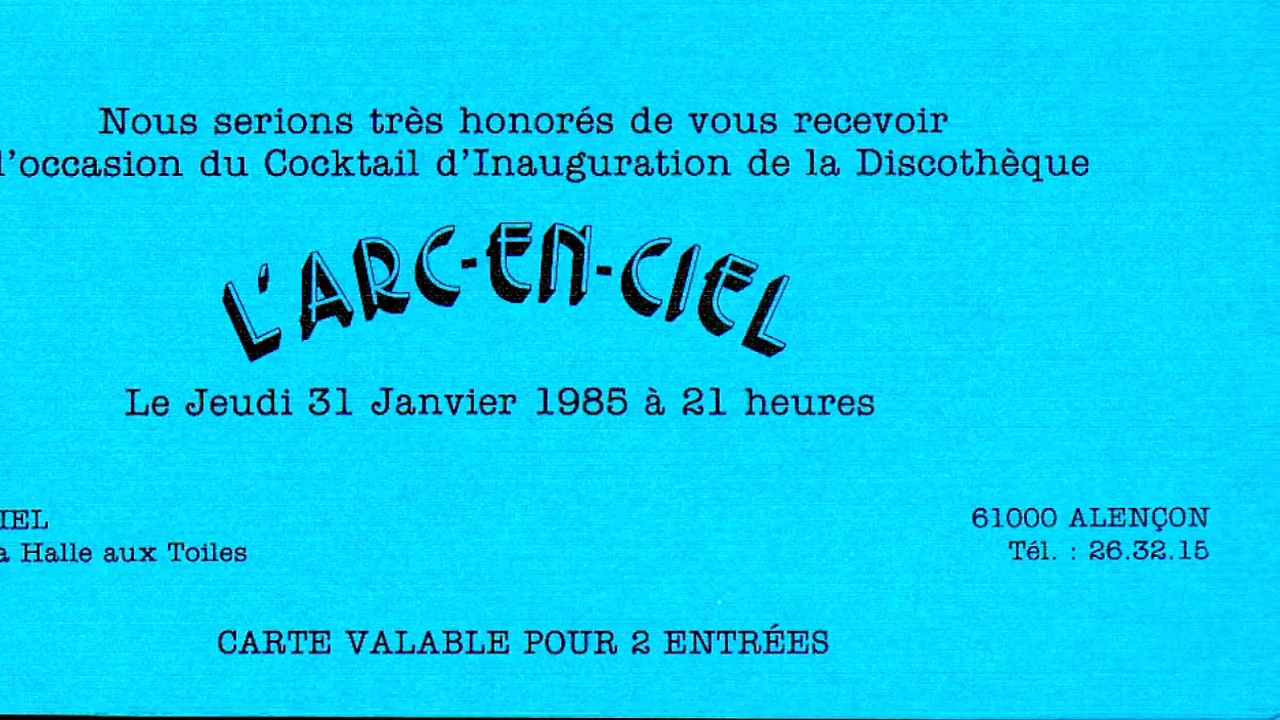 Nous serions très honorés de vous recevoir
l'occasion du Cocktail d'Inauguration de la Discothèque
L'ARC-EN-CIEL
Le Jeudi 31 Janvier 1985 à 21 heures
IEL
a Halle aux Toiles
61000 ALENÇON
Tél. : 26.32.15
CARTE VALABLE POUR 2 ENTRÉES